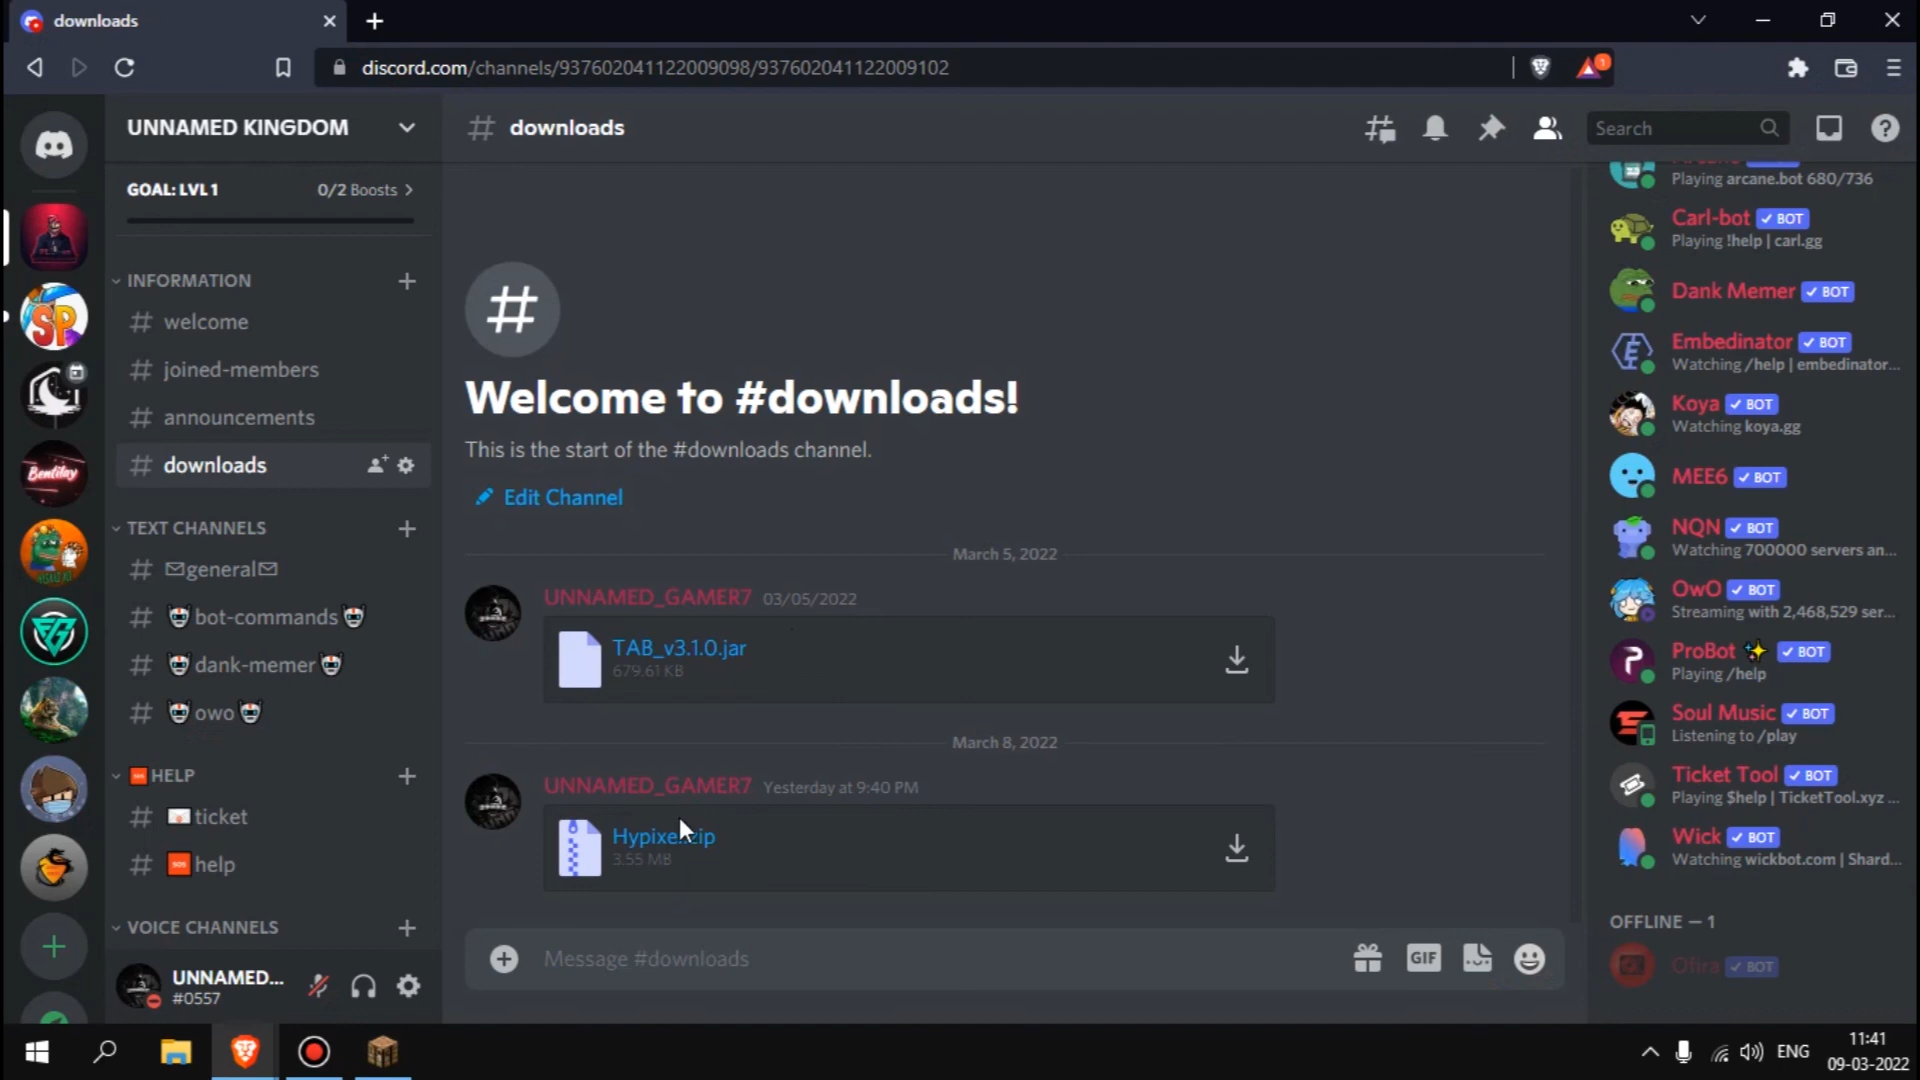 downloads
discord.com/channels/937602041122009098/937602041122009102
1
UNNAMED KINGDOM
downloads
Search
GOAL: LVL 1
0/2 Boosts
INFORMATION
welcome
joined-members
announcements
downloads
TEXT CHANNELS
general
bot-commands
dank-memer
owo
HELP
ticket
help
VOICE CHANNELS
UNNAMED...
#0557
SP
Bentilay
Welcome to #downloads!
This is the start of the #downloads channel.
Edit Channel
March 5, 2022
UNNAMED_GAMER7 03/05/2022
TAB_v3.1.0.jar
679.61 KB
March 8, 2022
UNNAMED_GAMER7 Yesterday at 9:40 PM
3.55 MB
Message #downloads
GIF
Playing arcane.bot 680/736
Carl-bot BOT
Playing !help | carl.gg
Dank Memer BOT
Embedinator BOT
Watching /help | embedinator...
Koya BOT
Watching koya.gg
MEE6 BOT
NQN BOT
Watching 700000 servers an...
OwO BOT
Streaming with 2,468,529 ser...
ProBot BOT
Playing /help
Soul Music BOT
Listening to /play
Ticket Tool BOT
Playing $help | TicketTool.xyz ...
Wick BOT
Watching wickbot.com | Shard...
OFFLINE — 1
BOT
ENG
11:41
09-03-2022